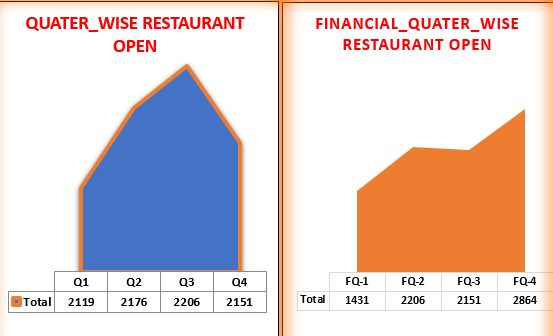 QUATER_WISE RESTAURANT
OPEN
Q1 Q2 Q3 Q4
Total 2119 2176 2206 2151
FINANCIAL_QUATER_WISE
RESTAURANT OPEN
FQ-1 FQ-2 FQ-3 FQ-4
Total 1431 2206 2151 2864